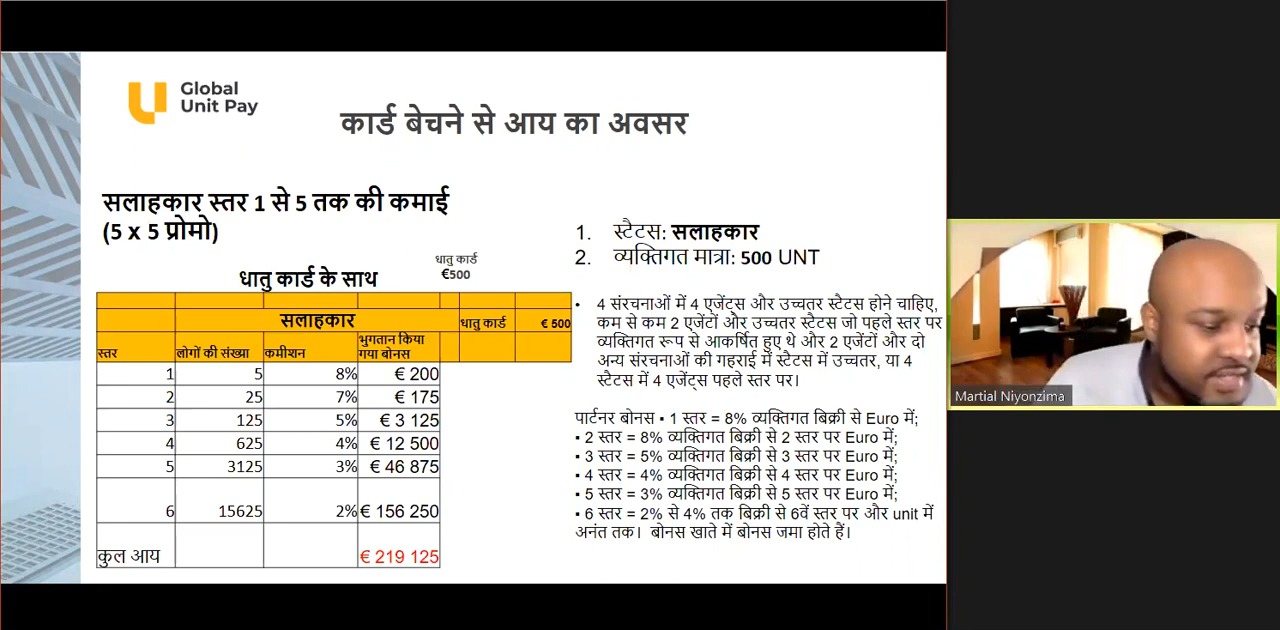 Global
Unit Pay
कार्ड बेचने से आय का अवसर
सलाहकार स्तर 1 से 5 तक की कमाई
(5 x 5 प्रोमो)
धातु कार्ड के साथ
धातु कार्ड
€500
सलाहकार धातु कार्ड € 500
स्तर लोगों की संख्या कमीशन भुगतान किया गया बोनस
1 5 8% € 200
2 25 7% € 175
3 125 5% € 3 125
4 625 4% € 12 500
5 3125 3% € 46 875
6 15625 2% € 156 250
कुल आय € 219 125
1. स्टैटस: सलाहकार
2. व्यक्तिगत मात्रा: 500 UNT
• 4 संरचनाओं में 4 एजेंट्स और उच्चतर स्टैटस होने चाहिए,
कम से कम 2 एजेंटों और उच्चतर स्टैटस जो पहले स्तर पर
व्यक्तिगत रूप से आकर्षित हुए थे और 2 एजेंटों और दो
अन्य संरचनाओं की गहराई में स्टैटस में उच्चतर, या 4
स्टैटस में 4 एजेंट्स पहले स्तर पर।
पार्टनर बोनस ▪ 1 स्तर = 8% व्यक्तिगत बिक्री से Euro में;
▪ 2 स्तर = 8% व्यक्तिगत बिक्री से 2 स्तर पर Euro में;
▪ 3 स्तर = 5% व्यक्तिगत बिक्री से 3 स्तर पर Euro में;
▪ 4 स्तर = 4% व्यक्तिगत बिक्री से 4 स्तर पर Euro में;
▪ 5 स्तर = 3% व्यक्तिगत बिक्री से 5 स्तर पर Euro में;
▪ 6 स्तर = 2% से 4% तक बिक्री से 6वें स्तर पर और unit में
अनंत तक। बोनस खाते में बोनस जमा होते हैं।
Martial Niyonzima